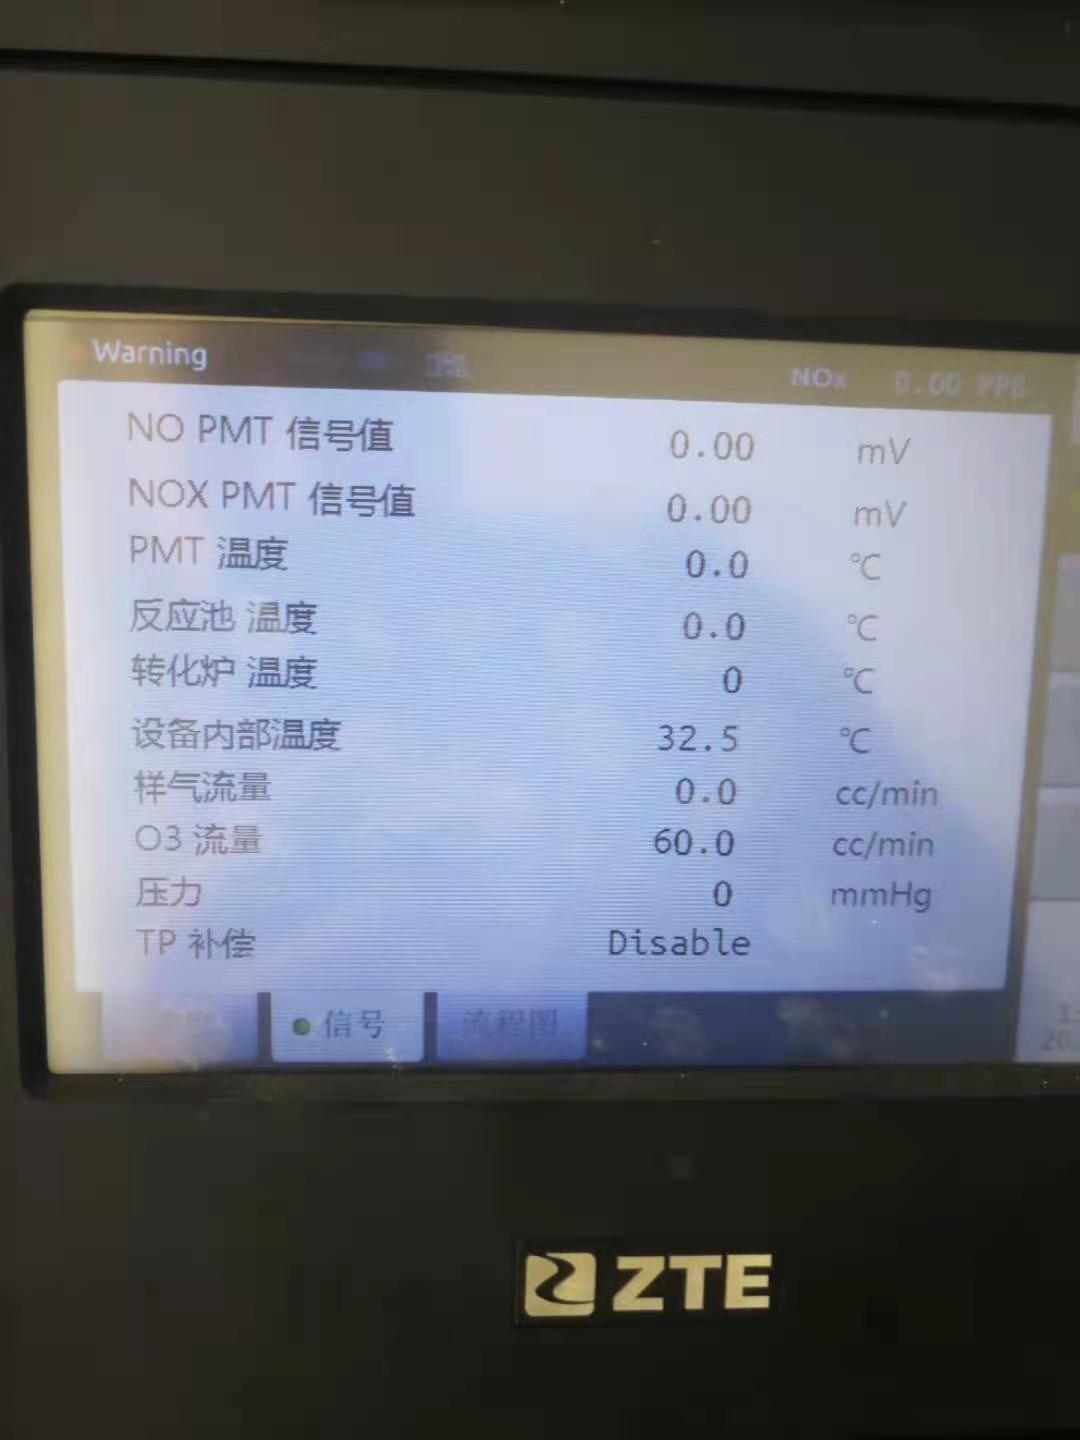 Warning
NOx 0.00 PPB
NO PMT 信号值 0.00 mV
NOX PMT 信号值 0.00 mV
PMT 温度 0.0 ℃
反应池 温度 0.0 ℃
转化炉 温度 0 ℃
设备内部温度 32.5 ℃
样气流量 0.0 cc/min
O3 流量 60.0 cc/min
压力 0 mmHg
TP 补偿 Disable
信号 流程图
ZTE